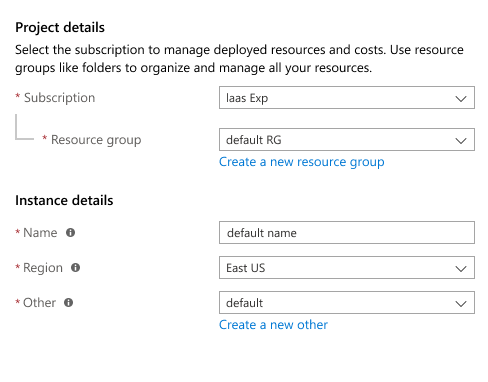 Project details
Select the subscription to manage deployed resources and costs. Use resource
groups like folders to organize and manage all your resources.
* Subscription
Iaas Exp
* Resource group
default RG
Create a new resource group
Instance details
* Name
default name
* Region
East US
* Other
default
Create a new other